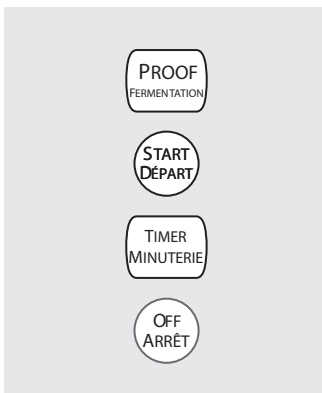 PROOF
FERMENTATION
START
DÉPART
TIMER
MINUTERIE
OFF
ARRÊT